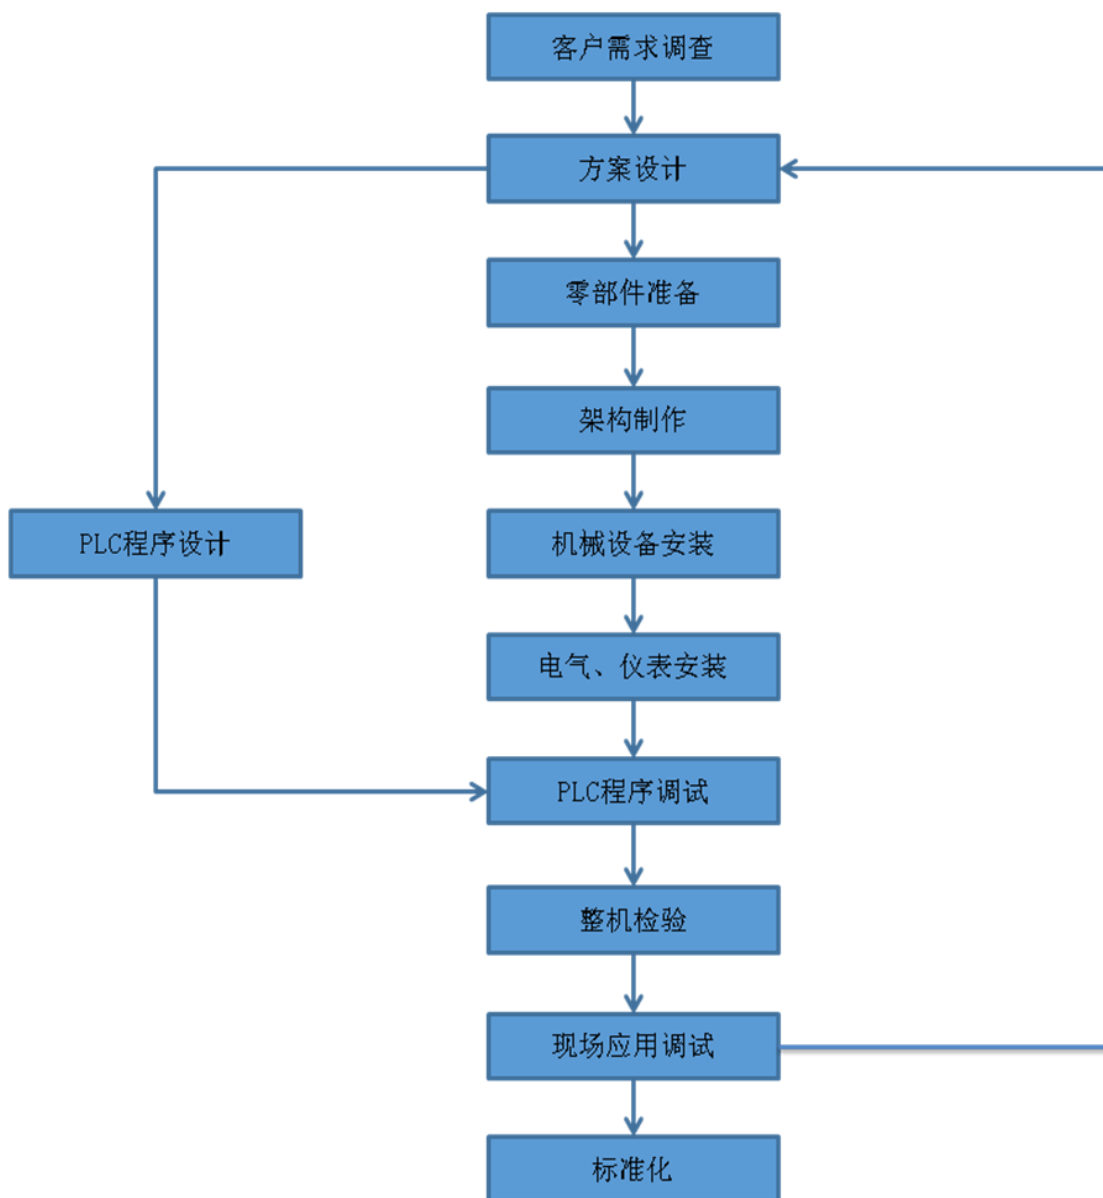 客户需求调查
方案设计
零部件准备
架构制作
PLC程序设计
机械设备安装
电气、仪表安装
PLC程序调试
整机检验
现场应用调试
标准化